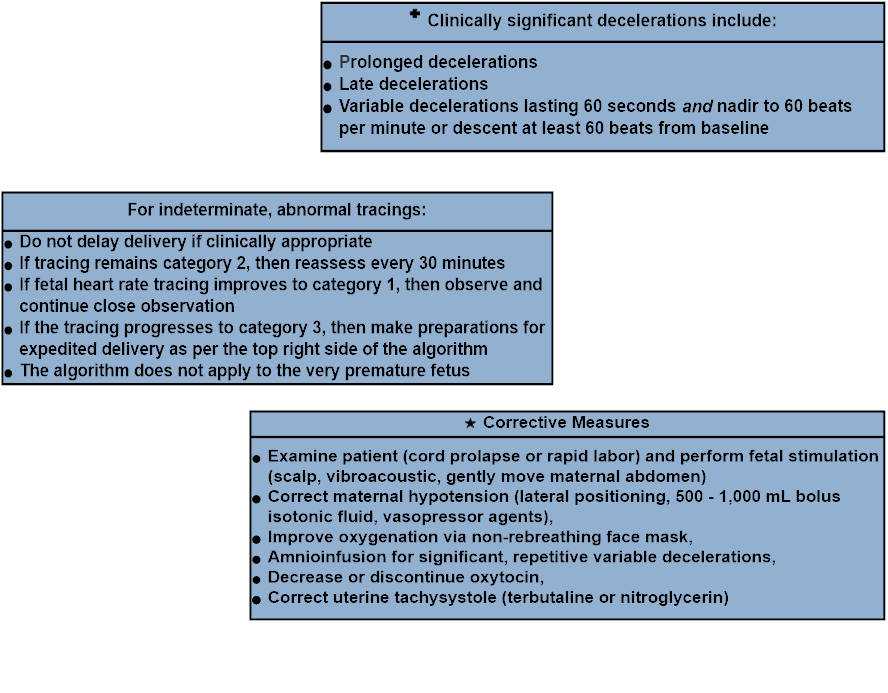 ✚ Clinically significant decelerations include:
● Prolonged decelerations
● Late decelerations
● Variable decelerations lasting 60 seconds and nadir to 60 beats
per minute or descent at least 60 beats from baseline
For indeterminate, abnormal tracings:
● Do not delay delivery if clinically appropriate
● If tracing remains category 2, then reassess every 30 minutes
● If fetal heart rate tracing improves to category 1, then observe and
continue close observation
● If the tracing progresses to category 3, then make preparations for
expedited delivery as per the top right side of the algorithm
● The algorithm does not apply to the very premature fetus
★ Corrective Measures
● Examine patient (cord prolapse or rapid labor) and perform fetal stimulation
(scalp, vibroacoustic, gently move maternal abdomen)
● Correct maternal hypotension (lateral positioning, 500 - 1,000 mL bolus
isotonic fluid, vasopressor agents),
● Improve oxygenation via non-rebreathing face mask,
● Amnioinfusion for significant, repetitive variable decelerations,
● Decrease or discontinue oxytocin,
● Correct uterine tachysystole (terbutaline or nitroglycerin)